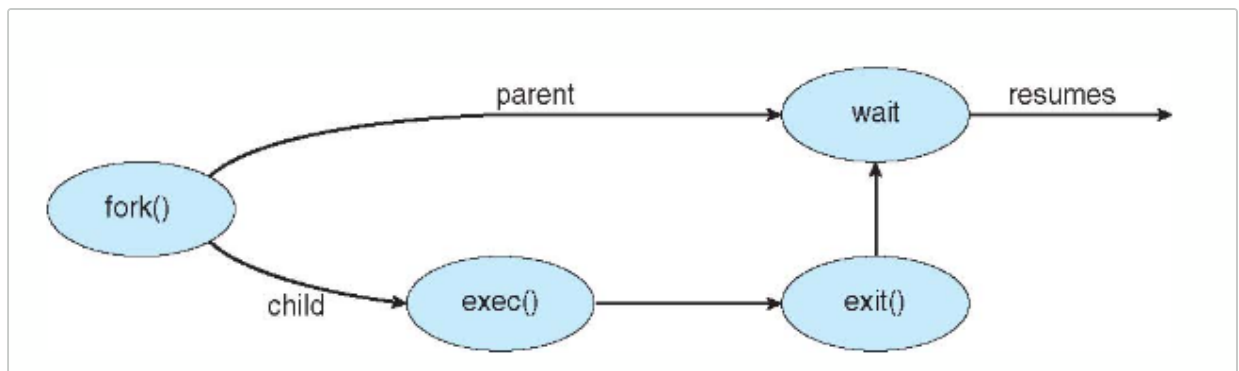 parent
wait
resumes
fork()
child
exec()
exit()